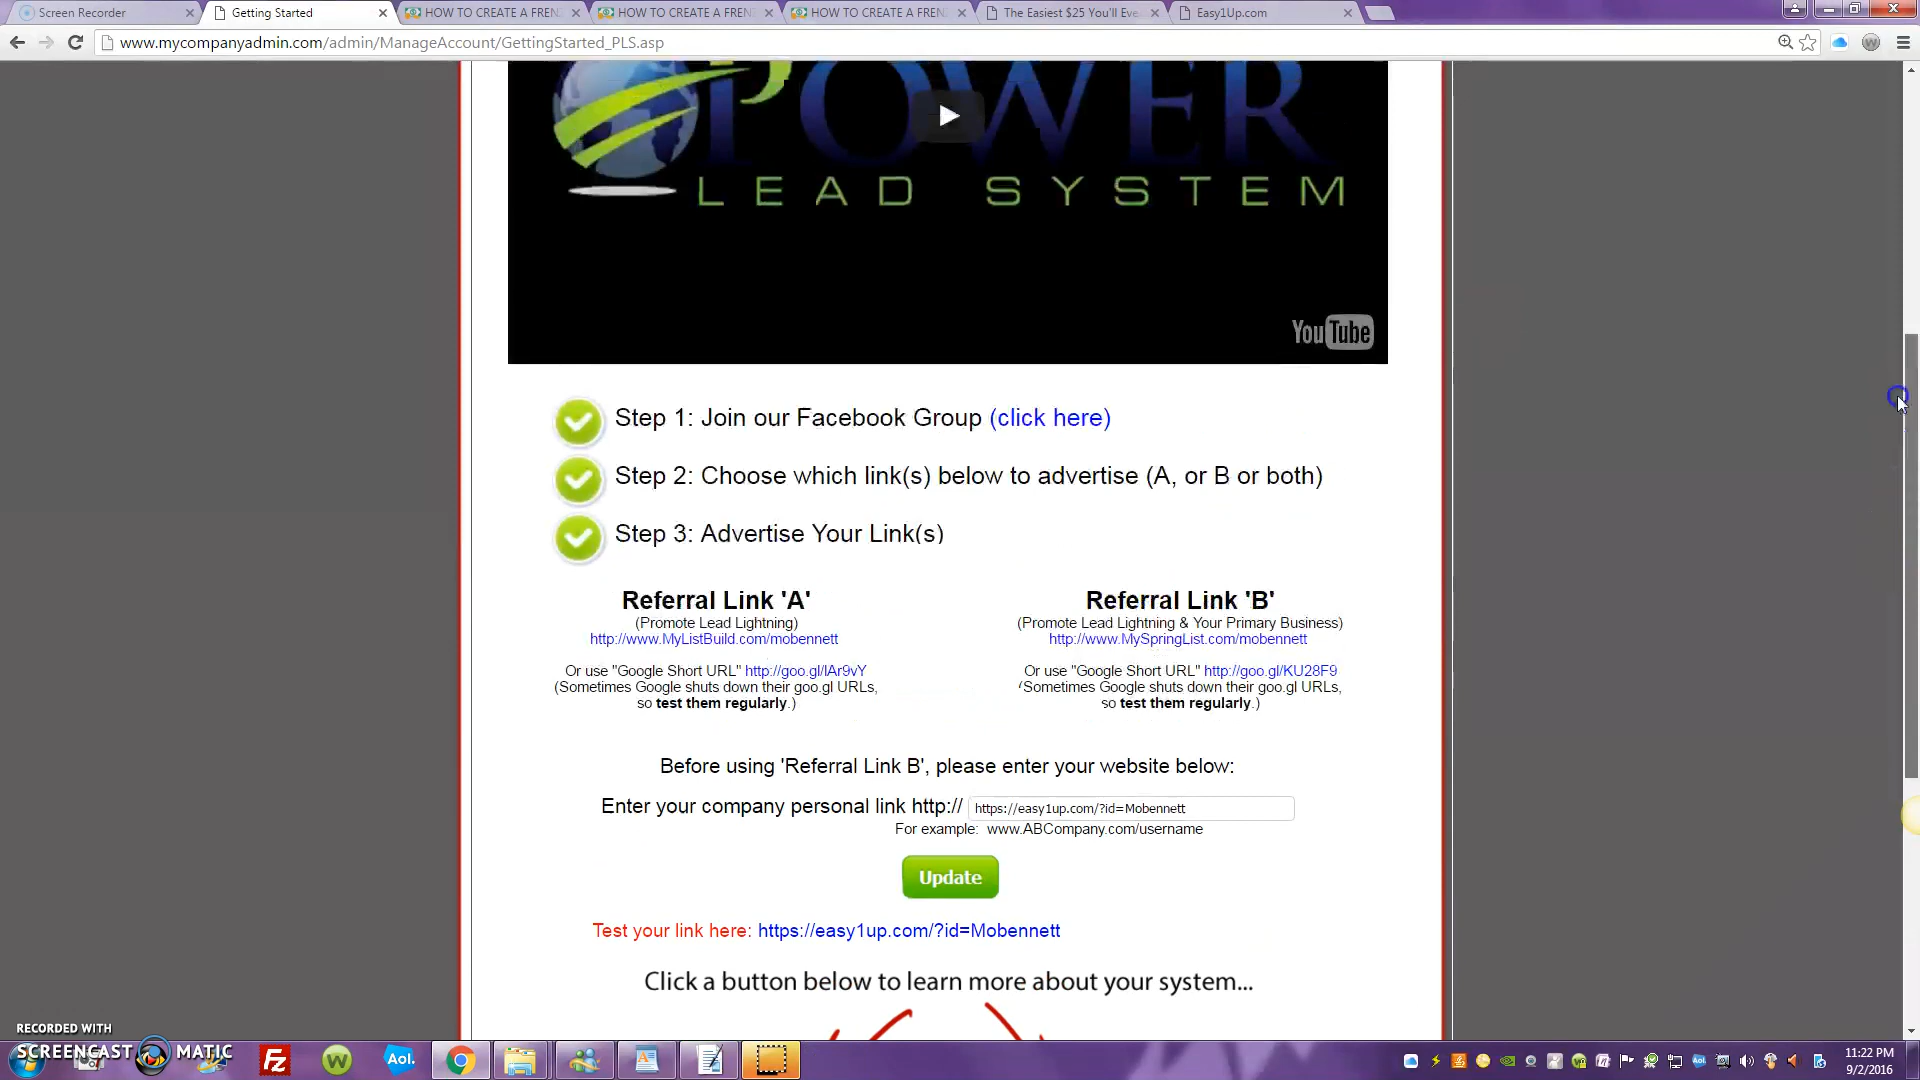 Screen Recorder
Getting Started
HOW TO CREATE A FREN
HOW TO CREATE A FREN
HOW TO CREATE A FREN
The Easiest $25 You'll Eve
Easy1Up.com
www.mycompanyadmin.com/admin/ManageAccount/GettingStarted_PLS.asp
POWER
LEAD SYSTEM
YouTube
Step 1: Join our Facebook Group (click here)
Step 2: Choose which link(s) below to advertise (A, or B or both)
Step 3: Advertise Your Link(s)
Referral Link 'A'
(Promote Lead Lightning)
http://www.MyListBuild.com/mobennett
Or use "Google Short URL" http://goo.gl/IAr9vY
(Sometimes Google shuts down their goo.gl URLs,
so test them regularly.)
Referral Link 'B'
(Promote Lead Lightning & Your Primary Business)
http://www.MySpringList.com/mobennett
Or use "Google Short URL" http://goo.gl/KU28F9
(Sometimes Google shuts down their goo.gl URLs,
so test them regularly.)
Before using 'Referral Link B', please enter your website below:
Enter your company personal link http:// https://easy1up.com/?id=Mobennett
For example: www.ABCompany.com/username
Update
Test your link here: https://easy1up.com/?id=Mobennett
Click a button below to learn more about your system...
RECORDED WITH
SCREENCAST MATIC
Fz
W
Aol.
11:22 PM
9/2/2016